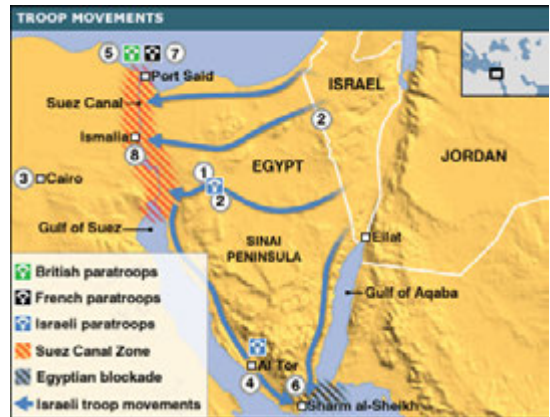 TROOP MOVEMENTS
5
7
Port Said
ISRAEL
Suez Canal
2
Ismalia
8
EGYPT
JORDAN
1
3
Cairo
2
Gulf of Suez
SINAI
PENINSULA
Eilat
British paratroops
French paratroops
Gulf of Aqaba
Israeli paratroops
Suez Canal Zone
Al Tor
Egyptian blockade
4
6
Israeli troop movements
Sharm al-Sheikh